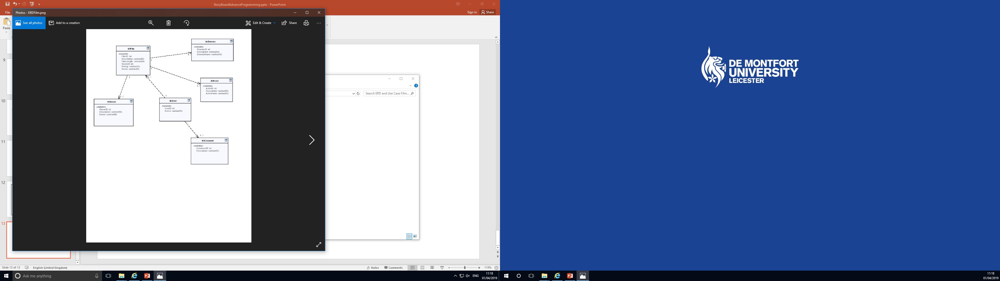 StoryBoardAdvanceProgramming.pptx - PowerPoint
File
Sign in
Share
Paste
Photos - ERDFilm.png
See all photos
Add to a creation
Edit & Create
Share
tblFilm
«column»
FilmID: int
Description: varchar(50)
FilmLength: varchar(50)
GenreID: int
Rating: varchar(10)
Name: varchar(50)
tblDirector
«column»
DirectorID: int
Description: varchar(50)
DirectorName: varchar(50)
1
1..*
1
1..*
tblActor
«column»
ActorID: int
Description: varchar(50)
ActorName: varchar(50)
1
1..*
1
tblGenre
«column»
GenreID: int
Description: varchar(50)
Name: varchar(50)
tblUser
«column»
UserID: int
Name: varchar(50)
1..*
tblComment
«column»
CommentID: int
Description: varchar(50)
Search ERD and Use Case Film...
9
10
11
12
13
Slide 13 of 13
English (United Kingdom)
Notes
Comments
115%
Ask me anything
ENG
11:18
01/04/2019
DE MONTFORT
UNIVERSITY
LEICESTER
11:18
01/04/2019